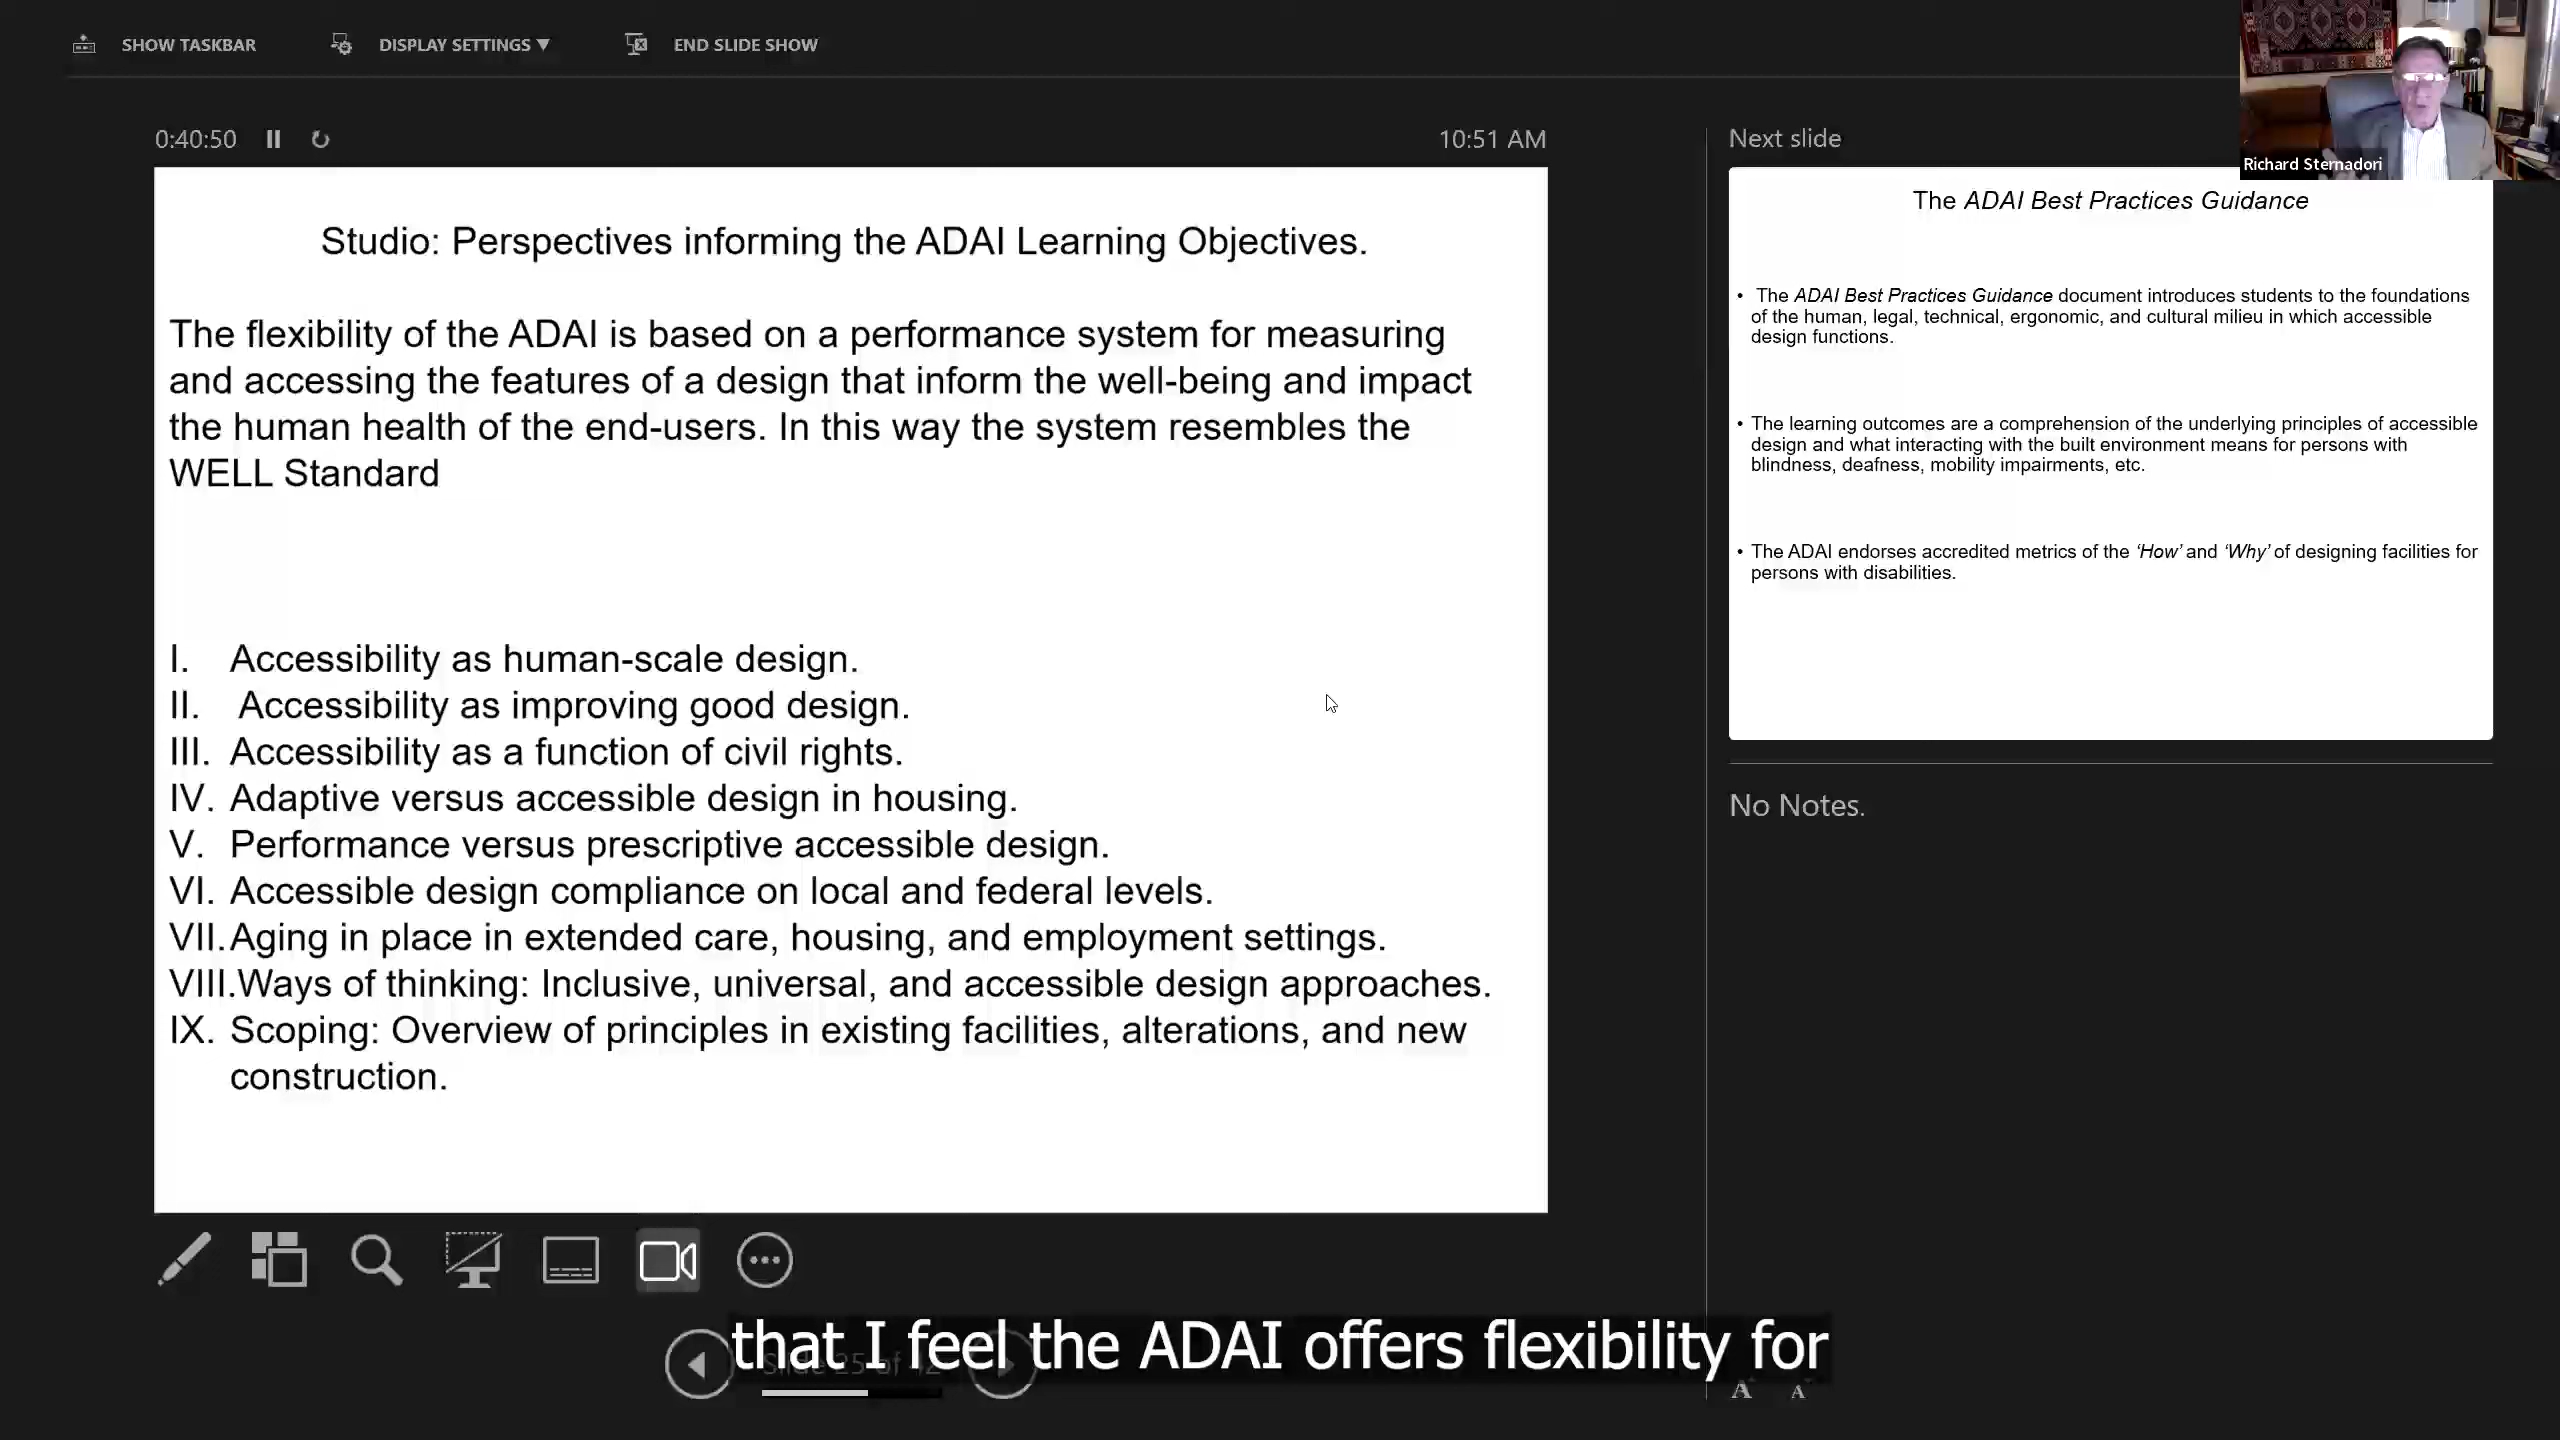 SHOW TASKBAR
DISPLAY SETTINGS ▼
END SLIDE SHOW
Richard Sternadori
0:40:50
10:51 AM
Next slide
Studio: Perspectives informing the ADAI Learning Objectives.
The flexibility of the ADAI is based on a performance system for measuring
and accessing the features of a design that inform the well-being and impact
the human health of the end-users. In this way the system resembles the
WELL Standard
I. Accessibility as human-scale design.
II. Accessibility as improving good design.
III. Accessibility as a function of civil rights.
IV. Adaptive versus accessible design in housing.
V. Performance versus prescriptive accessible design.
VI. Accessible design compliance on local and federal levels.
VII. Aging in place in extended care, housing, and employment settings.
VIII. Ways of thinking: Inclusive, universal, and accessible design approaches.
IX. Scoping: Overview of principles in existing facilities, alterations, and new
construction.
The ADAI Best Practices Guidance
• The ADAI Best Practices Guidance document introduces students to the foundations
of the human, legal, technical, ergonomic, and cultural milieu in which accessible
design functions.
• The learning outcomes are a comprehension of the underlying principles of accessible
design and what interacting with the built environment means for persons with
blindness, deafness, mobility impairments, etc.
• The ADAI endorses accredited metrics of the ‘How’ and ‘Why’ of designing facilities for
persons with disabilities.
No Notes.
that I feel the ADAI offers flexibility for
Slide 25 of 42
A A